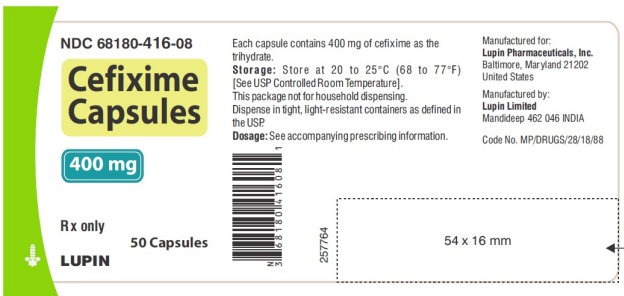 NDC 68180-416-08
Cefixime
Capsules
400 mg
Rx only
50 Capsules
LUPIN
Each capsule contains 400 mg of cefixime as the
trihydrate.
Storage: Store at 20 to 25°C (68 to 77°F)
[See USP Controlled Room Temperature].
This package not for household dispensing.
Dispense in tight, light-resistant containers as defined in
the USP.
Dosage: See accompanying prescribing information.
N
3 68180 41608 1
257764
Manufactured for:
Lupin Pharmaceuticals, Inc.
Baltimore, Maryland 21202
United States
Manufactured by:
Lupin Limited
Mandideep 462 046 INDIA
Code No. MP/DRUGS/28/18/88
54 x 16 mm